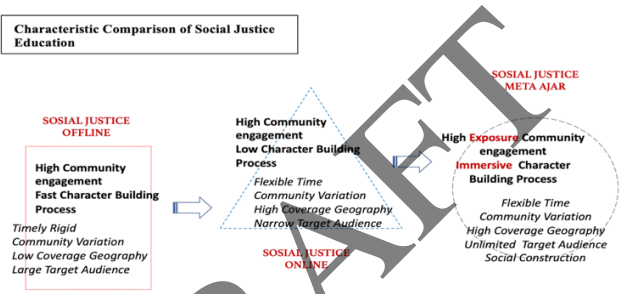 Characteristic Comparison of Social Justice
Education
SOSIAL JUSTICE
OFFLINE
High Community
engagement
Fast Character Building
Process
Timely Rigid
Community Variation
Low Coverage Geography
Large Target Audience
High Community
engagement
Low Character Building
Process
Flexible Time
Community Variation
High Coverage Geography
Narrow Target Audience
SOSIAL JUSTICE
ONLINE
SOSIAL JUSTICE
META AJAR
High Exposure Community
engagement
Immersive Character
Building Process
Flexible Time
Community Variation
High Coverage Geography
Unlimited Target Audience
Social Construction
DRAFT